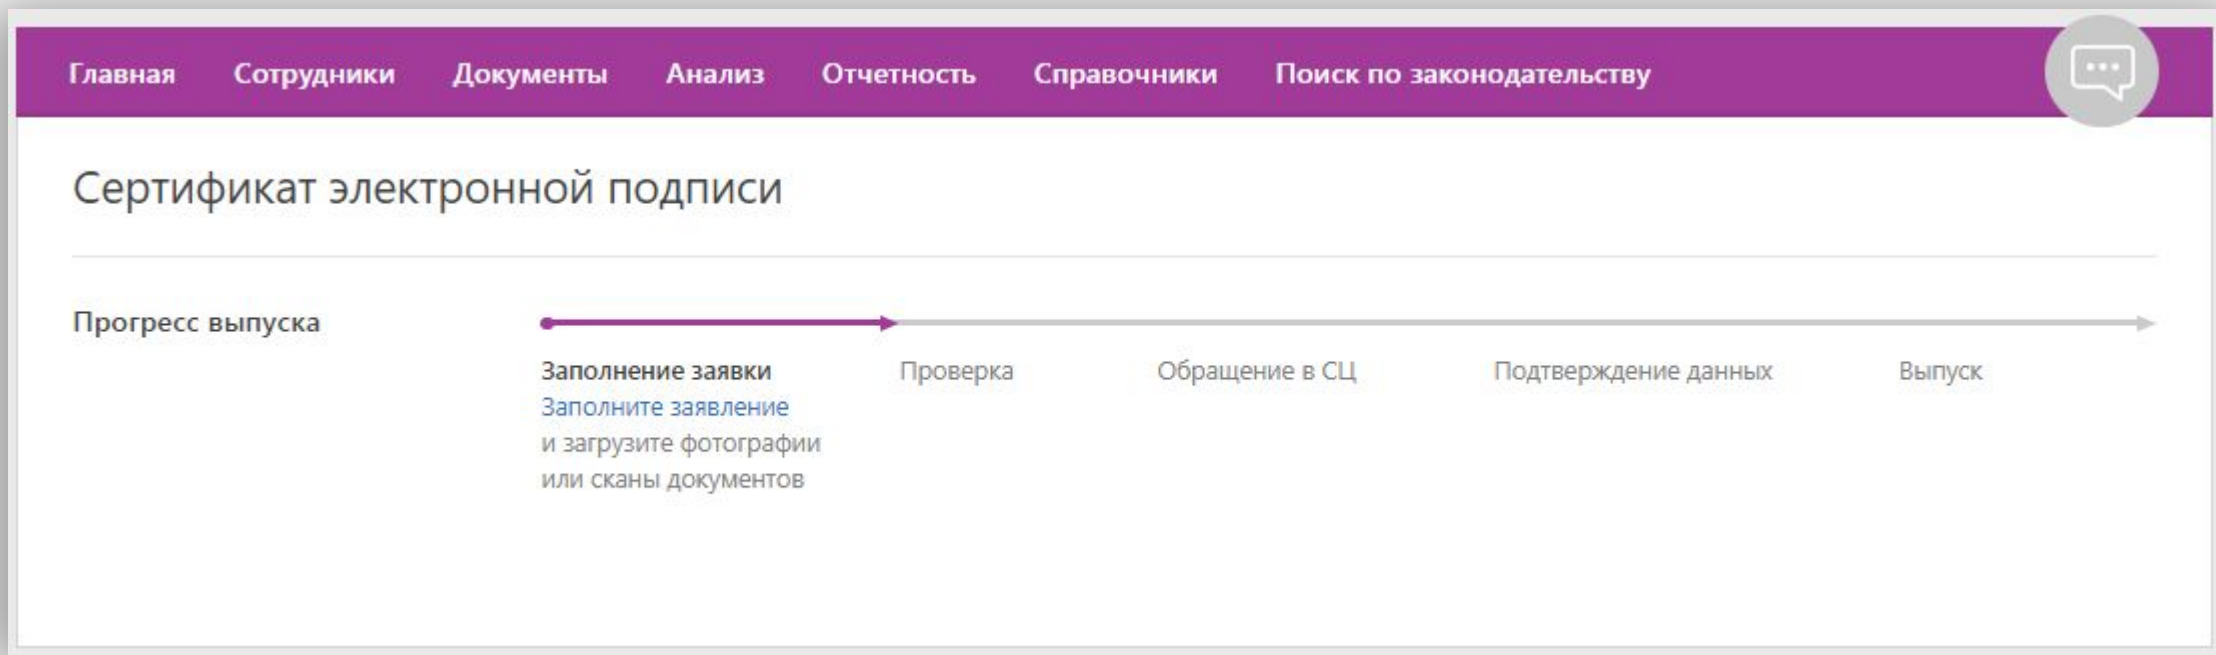 Главная Сотрудники Документы Анализ Отчетность Справочники Поиск по законодательству
Сертификат электронной подписи
Прогресс выпуска
Заполнение заявки
Заполните заявление
и загрузите фотографии
или сканы документов
Проверка
Обращение в СЦ
Подтверждение данных
Выпуск